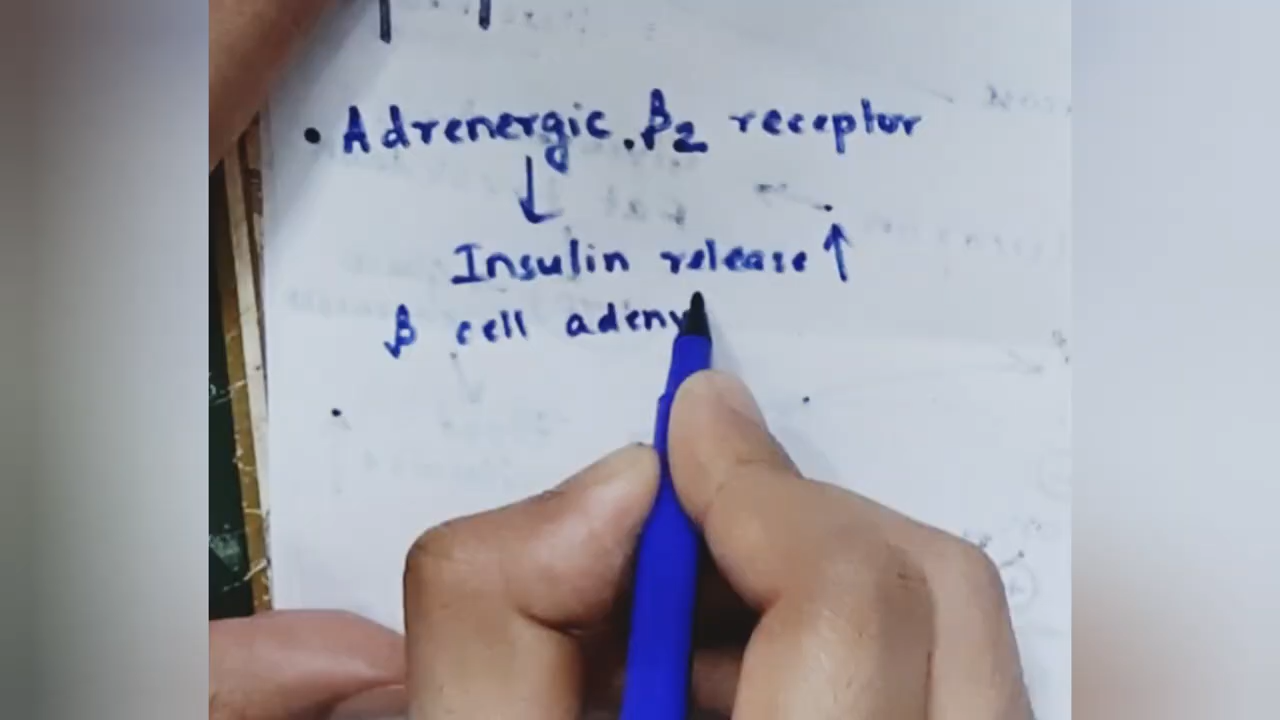 • Adrenergic β2 receptor
↓
Insulin release ↑
β cell adeny